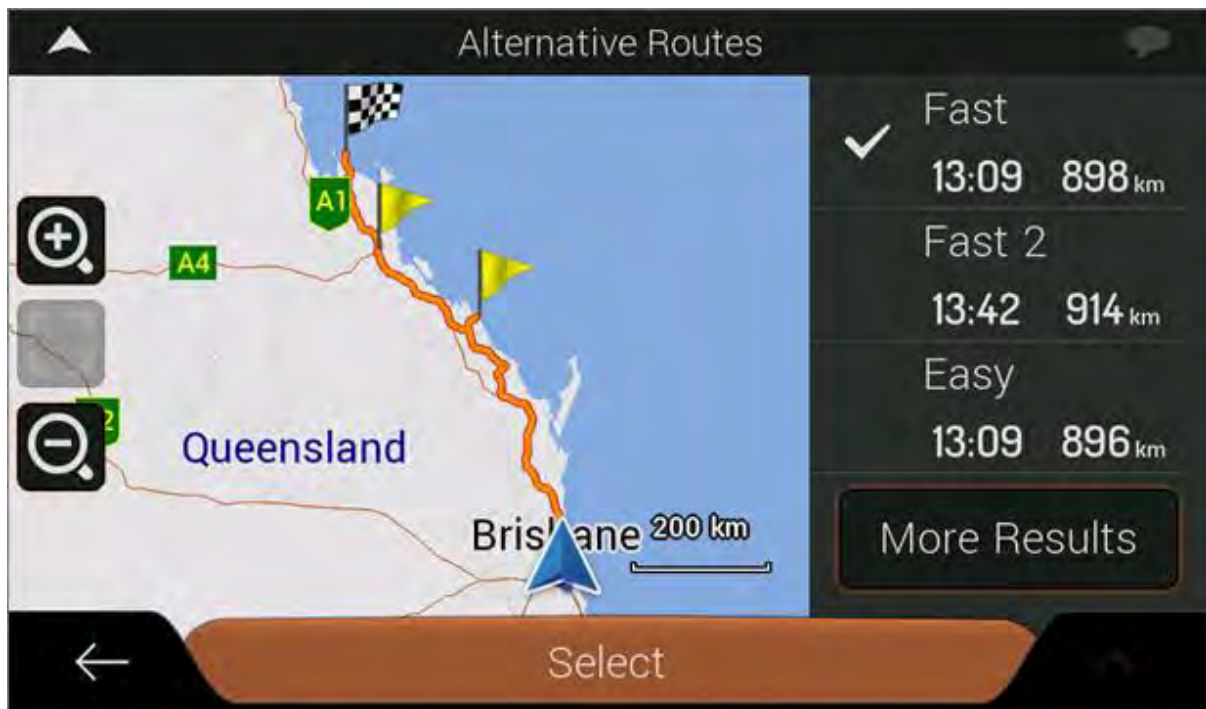 Alternative Routes
Fast
13:09 898 km
Fast 2
13:42 914 km
Easy
13:09 896 km
More Results
A1
A4
2
Queensland
Brisbane 200 km
Select